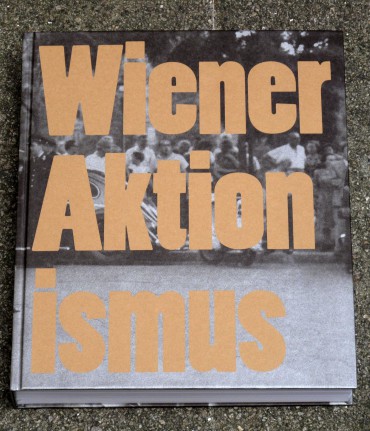 Wiener
Aktion
ismus